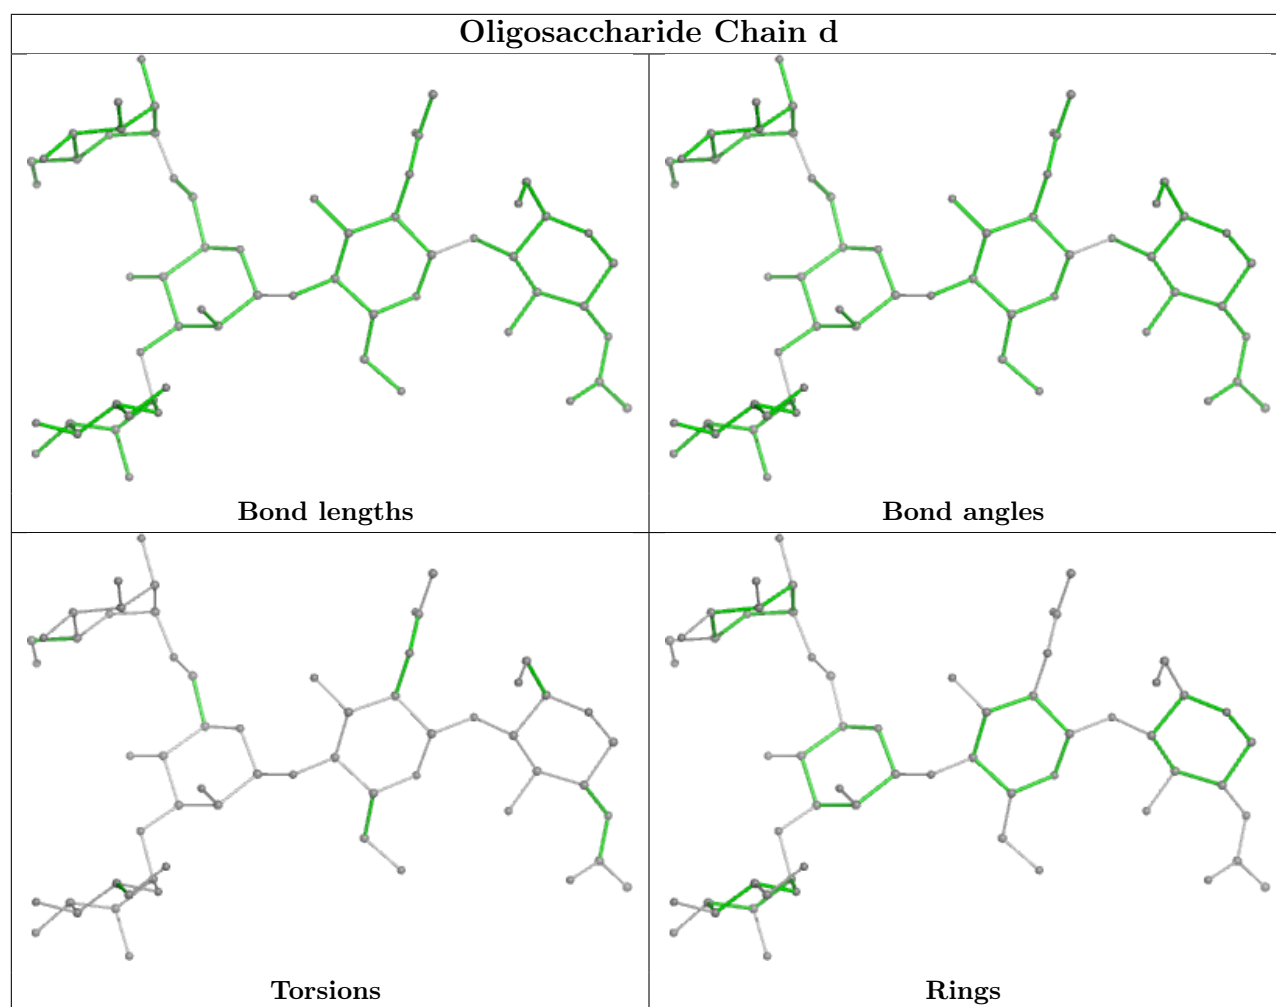 Oligosaccharide Chain d
Bond lengths
Bond angles
Torsions
Rings